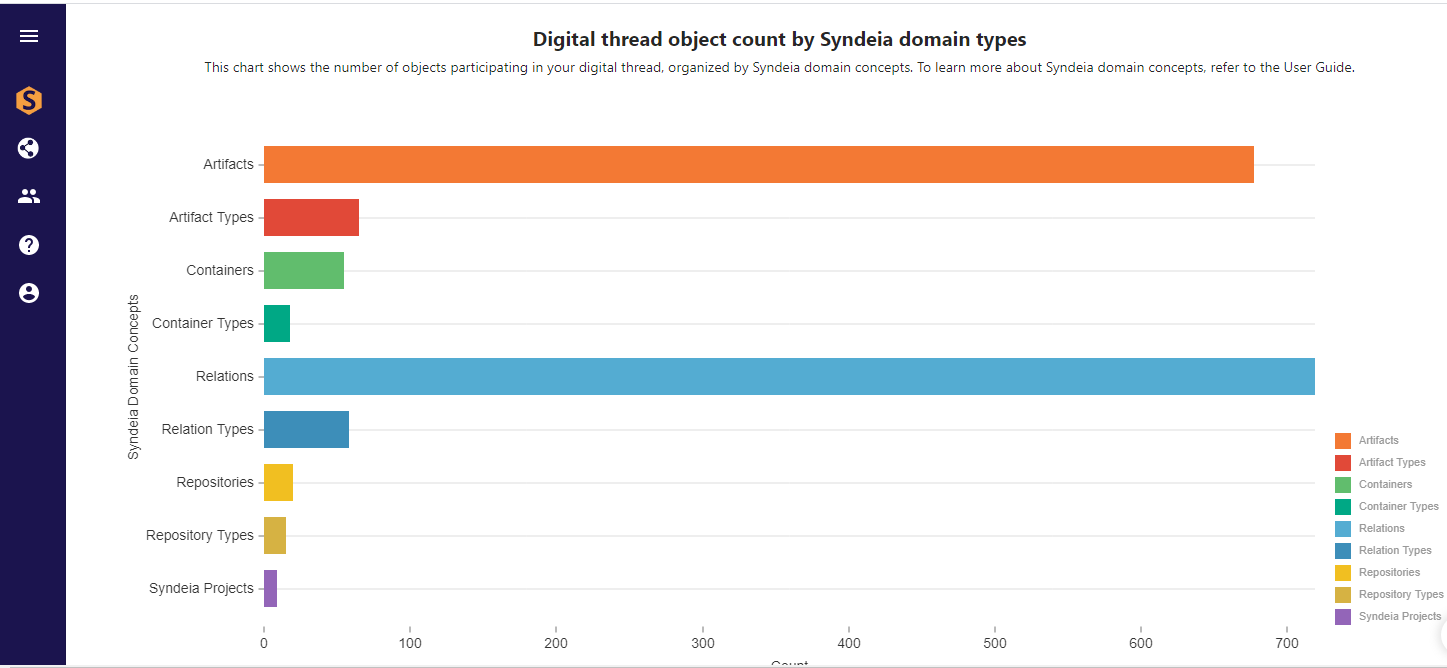 Digital thread object count by Syndeia domain types
This chart shows the number of objects participating in your digital thread, organized by Syndeia domain concepts. To learn more about Syndeia domain concepts, refer to the User Guide.
S
?
Syndeia Domain Concepts
Artifacts
Artifact Types
Containers
Container Types
Relations
Relation Types
Repositories
Repository Types
Syndeia Projects
0 100 200 300 400 500 600 700
Count
Artifacts
Artifact Types
Containers
Container Types
Relations
Relation Types
Repositories
Repository Types
Syndeia Projects